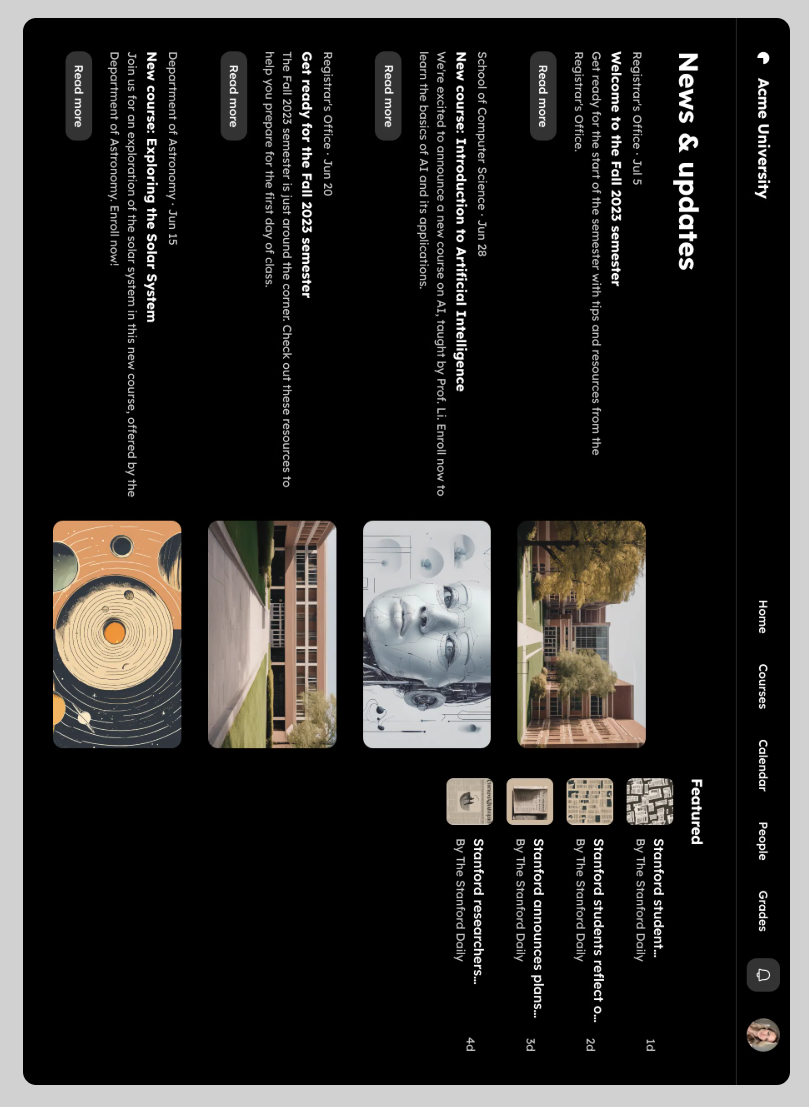 Acme University
Home
Courses
Calendar
People
Grades
News & updates
Registrar's Office · Jul 5
Welcome to the Fall 2023 semester
Get ready for the start of the semester with tips and resources from the
Registrar's Office.
Read more
School of Computer Science · Jun 28
New course: Introduction to Artificial Intelligence
We're excited to announce a new course on AI, taught by Prof. Li. Enroll now to
learn the basics of AI and its applications.
Read more
Registrar's Office · Jun 20
Get ready for the Fall 2023 semester
The Fall 2023 semester is just around the corner. Check out these resources to
help you prepare for the first day of class.
Read more
Department of Astronomy · Jun 15
New course: Exploring the Solar System
Join us for an exploration of the solar system in this new course, offered by the
Department of Astronomy. Enroll now!
Read more
Featured
Stanford student...
By The Stanford Daily
1d
Stanford students reflect o...
By The Stanford Daily
2d
Stanford announces plans...
By The Stanford Daily
3d
Stanford researchers...
By The Stanford Daily
4d